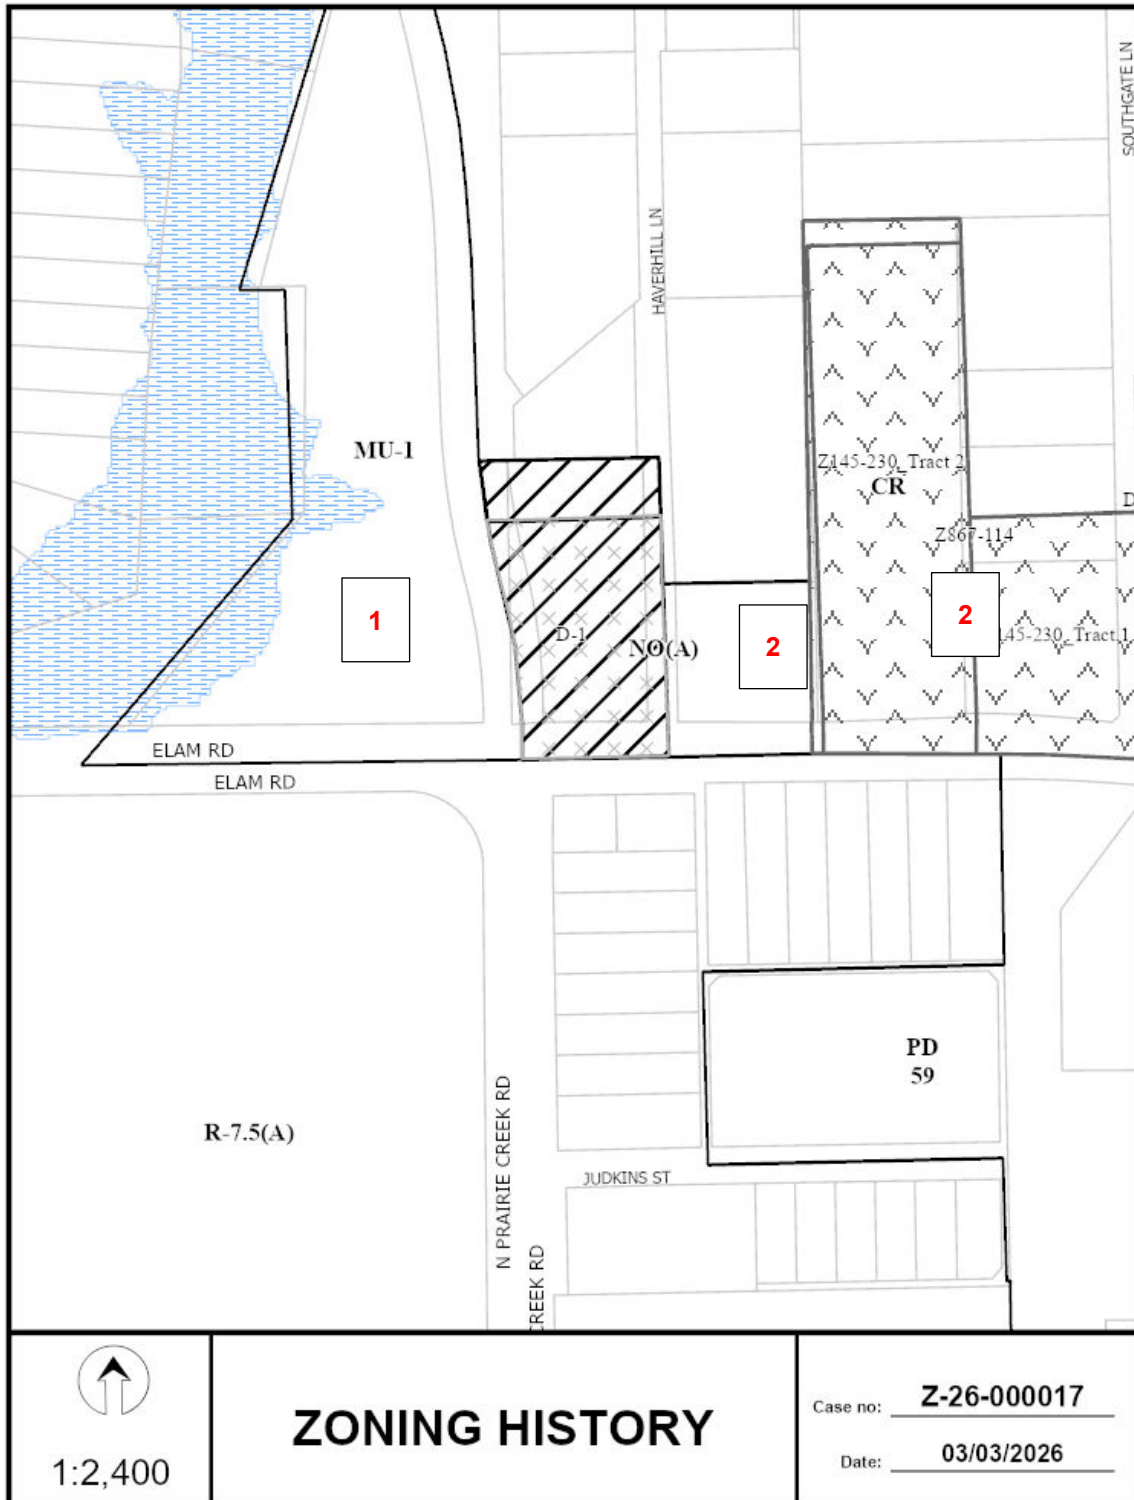 SOUTHGATE LN
HAVERHILL LN
MU-1
Z145-230_Tract 2
CR
D
Z867-114
1
2
2
D-1
NO(A)
145-230_Tract 1
ELAM RD
ELAM RD
PD
59
R-7.5(A)
N PRAIRIE CREEK RD
JUDKINS ST
CREEK RD
1:2,400
ZONING HISTORY
Case no: Z-26-000017
Date: 03/03/2026